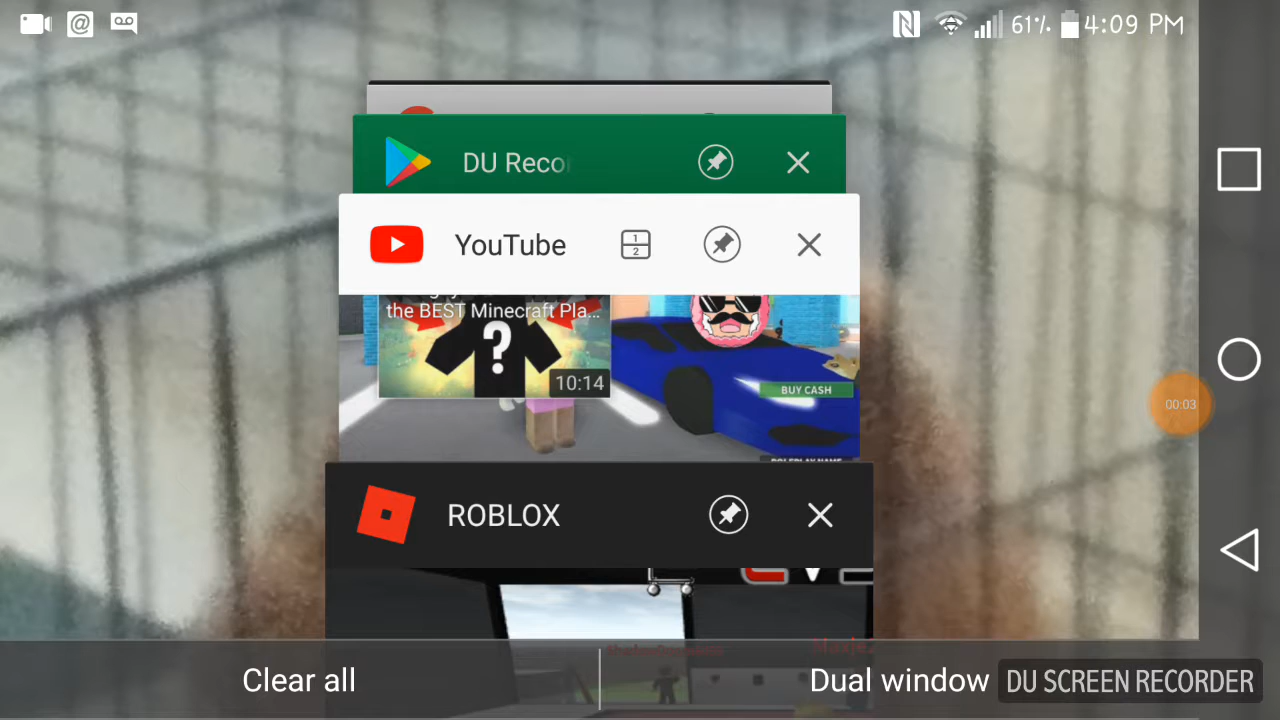 61% 4:09 PM
DU Reco
YouTube
1
2
the BEST Minecraft Pla...
?
10:14
BUY CASH
00:03
ROBLOX
Clear all
Dual window
DU SCREEN RECORDER